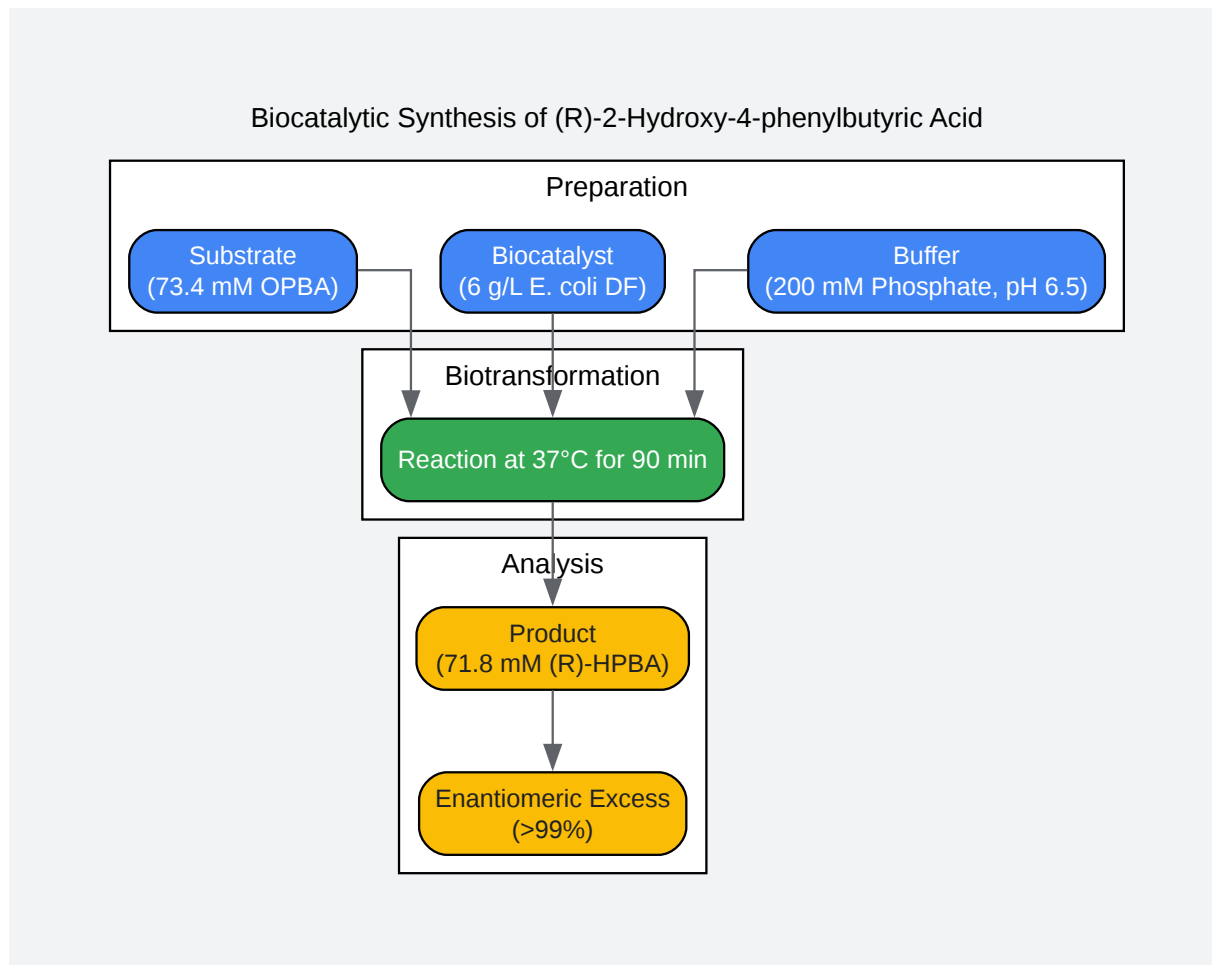 Biocatalytic Synthesis of (R)-2-Hydroxy-4-phenylbutyric Acid
Preparation
Substrate
(73.4 mM OPBA)
Biocatalyst
(6 g/L E. coli DF)
Buffer
(200 mM Phosphate, pH 6.5)
Biotransformation
Reaction at 37°C for 90 min
Analysis
Product
(71.8 mM (R)-HPBA)
Enantiomeric Excess
(>99%)